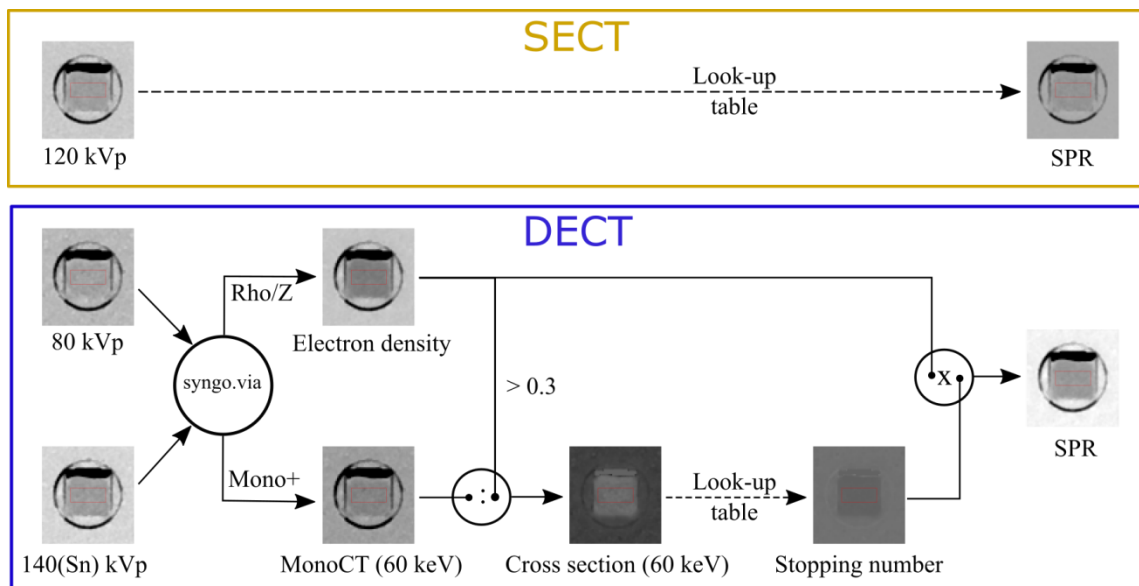 SECT
Look-up
table
120 kVp
SPR
DECT
Rho/Z
80 kVp
Electron density
syngo.via
> 0.3
x
SPR
Mono+
:
Look-up
table
140(Sn) kVp
MonoCT (60 keV)
Cross section (60 keV)
Stopping number